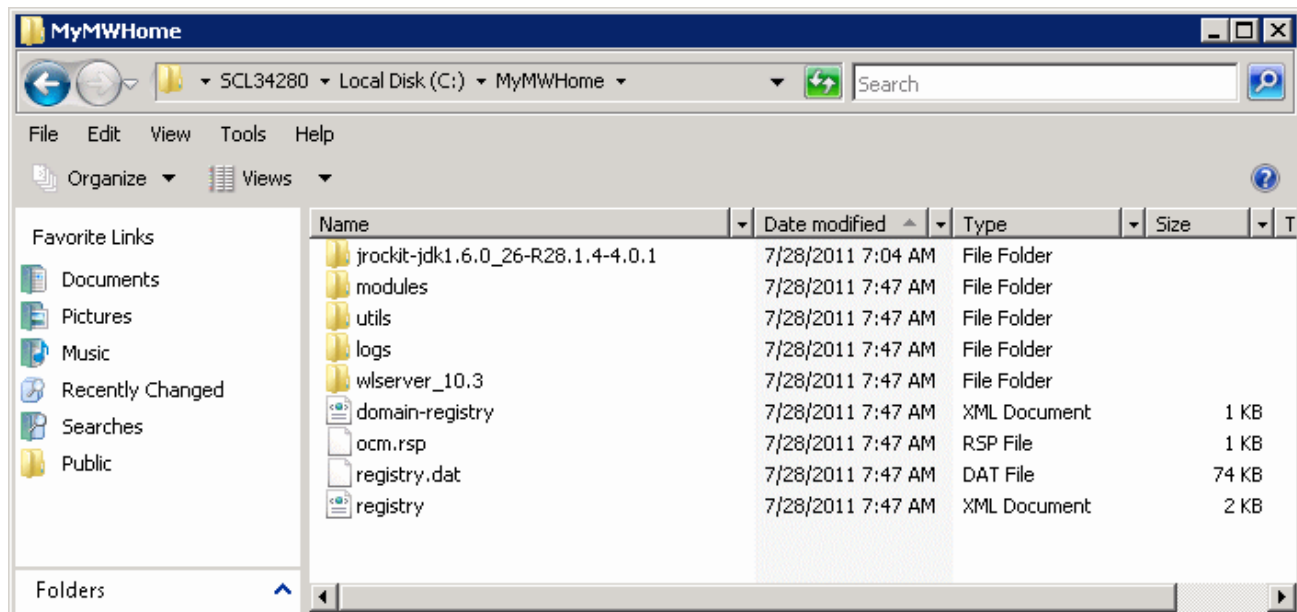 MyMWHome
SCL34280 Local Disk (C:) MyMWHome Search
File Edit View Tools Help
Organize Views
Favorite Links
Documents
Pictures
Music
Recently Changed
Searches
Public
Folders
Name Date modified Type Size T
jrockit-jdk1.6.0_26-R28.1.4-4.0.1 7/28/2011 7:04 AM File Folder
modules 7/28/2011 7:47 AM File Folder
utils 7/28/2011 7:47 AM File Folder
logs 7/28/2011 7:47 AM File Folder
wlserver_10.3 7/28/2011 7:47 AM File Folder
domain-registry 7/28/2011 7:47 AM XML Document 1 KB
ocm.rsp 7/28/2011 7:47 AM RSP File 1 KB
registry.dat 7/28/2011 7:47 AM DAT File 74 KB
registry 7/28/2011 7:47 AM XML Document 2 KB